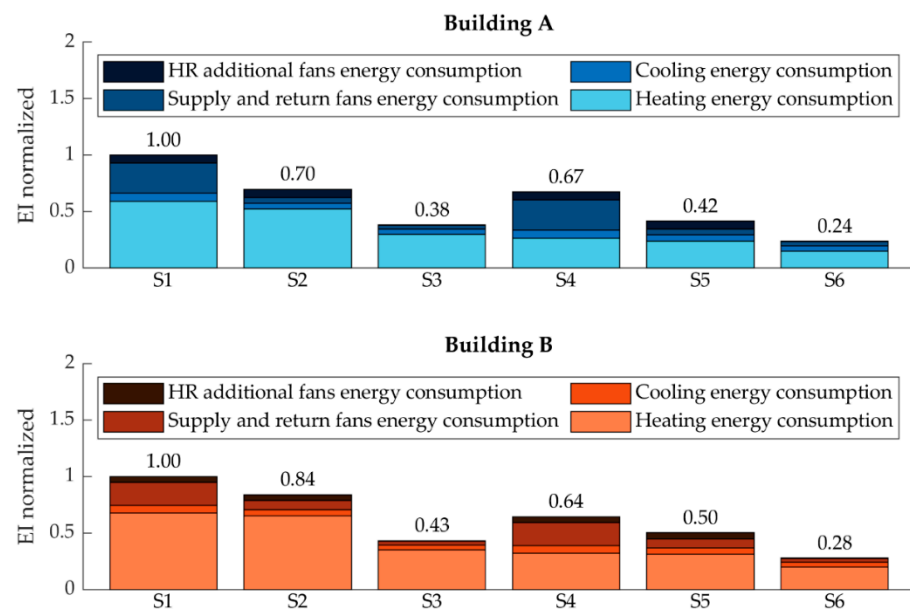 Building A
2
1.5
1
0.5
0
EI normalized
HR additional fans energy consumption
Cooling energy consumption
Supply and return fans energy consumption
Heating energy consumption
1.00
0.70
0.38
0.67
0.42
0.24
S1 S2 S3 S4 S5 S6
Building B
2
1.5
1
0.5
0
EI normalized
HR additional fans energy consumption
Cooling energy consumption
Supply and return fans energy consumption
Heating energy consumption
1.00
0.84
0.43
0.64
0.50
0.28
S1 S2 S3 S4 S5 S6